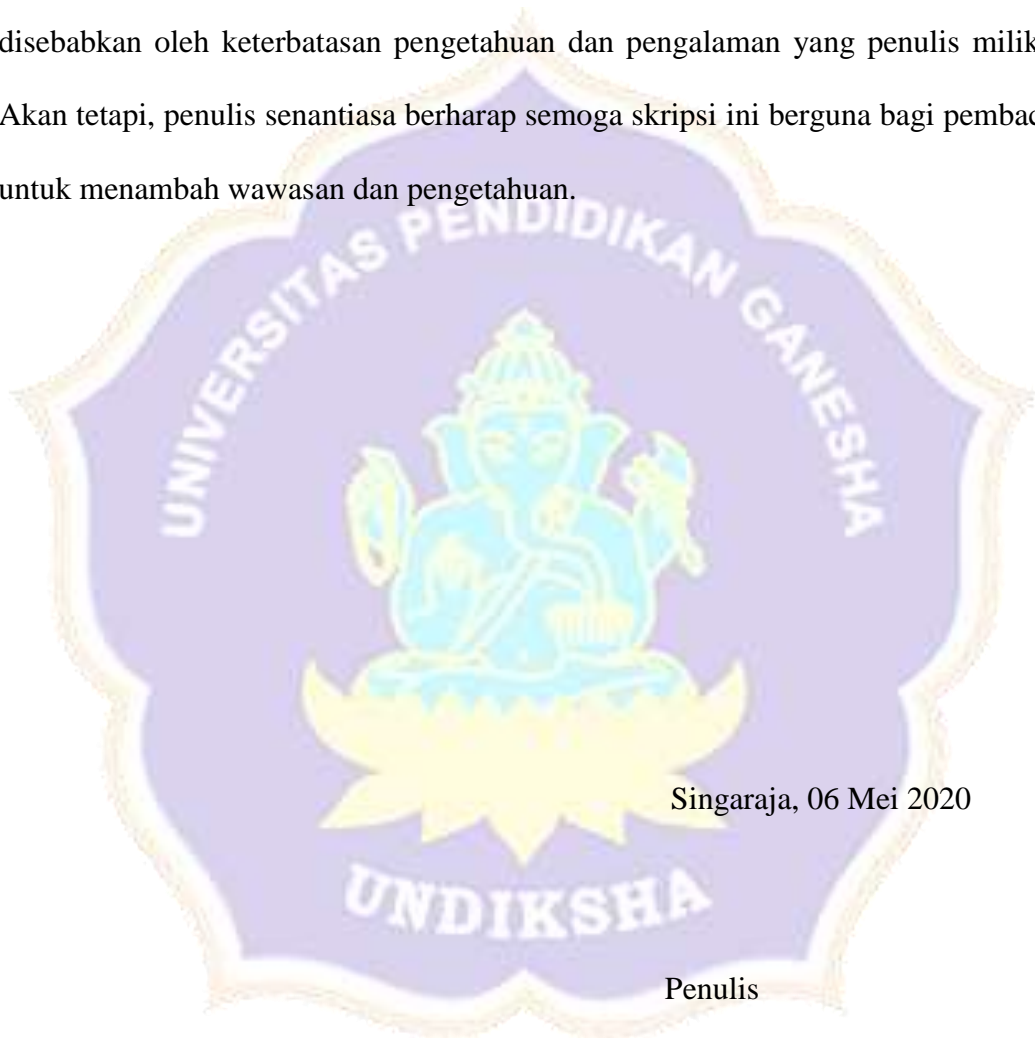 disebabkan oleh keterbatasan pengetahuan dan pengalaman yang penulis milik
Akan tetapi, penulis senantiasa berharap semoga skripsi ini berguna bagi pembac
untuk menambah wawasan dan pengetahuan.
UNIVERSITAS PENDIDIKAN GANESHA
Singaraja, 06 Mei 2020
UNDIKSHA
Penulis